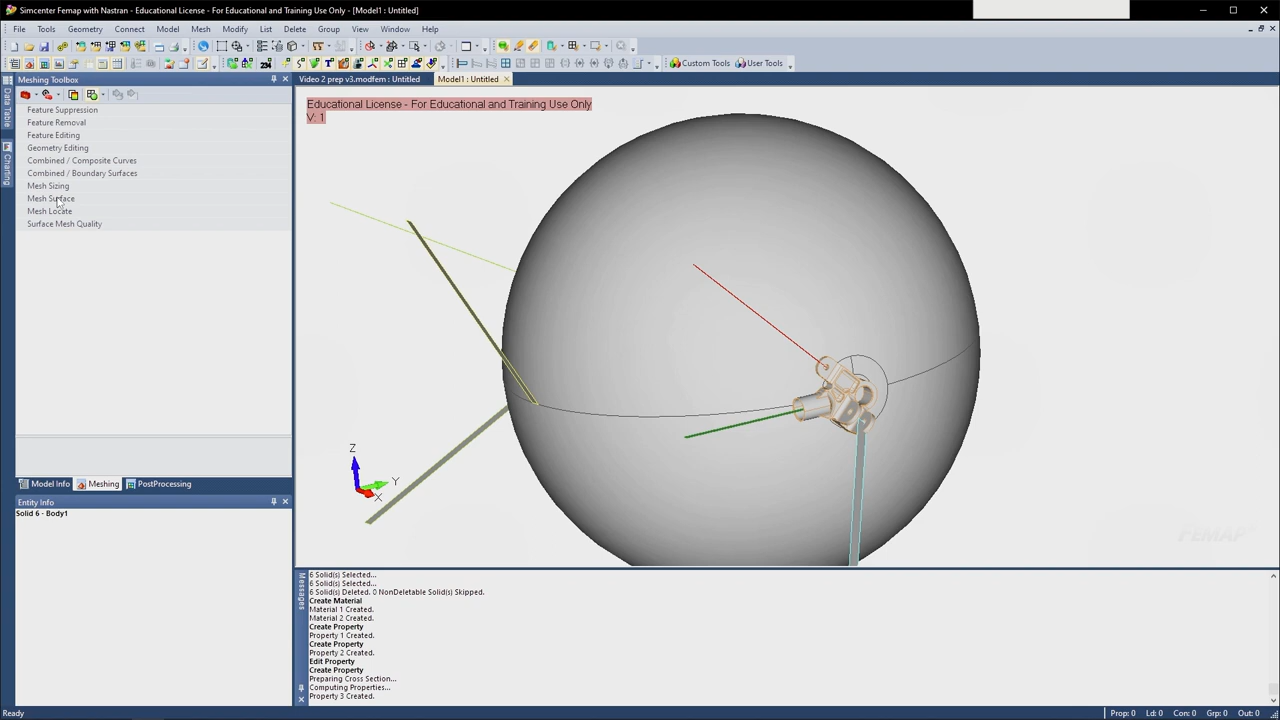 Simcenter Femap with Nastran - Educational License - For Educational and Training Use Only - [Model1 : Untitled]
File Tools Geometry Connect Model Mesh Modify List Delete Group View Window Help
Custom Tools User Tools
Meshing Toolbox
Video 2 prep v3.modfem : Untitled Model1 : Untitled
Data Table
Charting
Feature Suppression
Feature Removal
Feature Editing
Geometry Editing
Combined / Composite Curves
Combined / Boundary Surfaces
Mesh Sizing
Mesh Surface
Mesh Locate
Surface Mesh Quality
Educational License - For Educational and Training Use Only
V: 1
Z
Y
X
FEMAP
Model Info Meshing PostProcessing
Entity Info
Solid 6 - Body1
Messages
6 Solid(s) Selected...
6 Solid(s) Selected...
6 Solid(s) Deleted. 0 NonDeletable Solid(s) Skipped.
Create Material
Material 1 Created.
Material 2 Created.
Create Property
Property 1 Created.
Create Property
Property 2 Created.
Edit Property
Create Property
Preparing Cross Section...
Computing Properties...
Property 3 Created.
Ready
Prop: 0 Ld: 0 Con: 0 Grp: 0 Out: 0